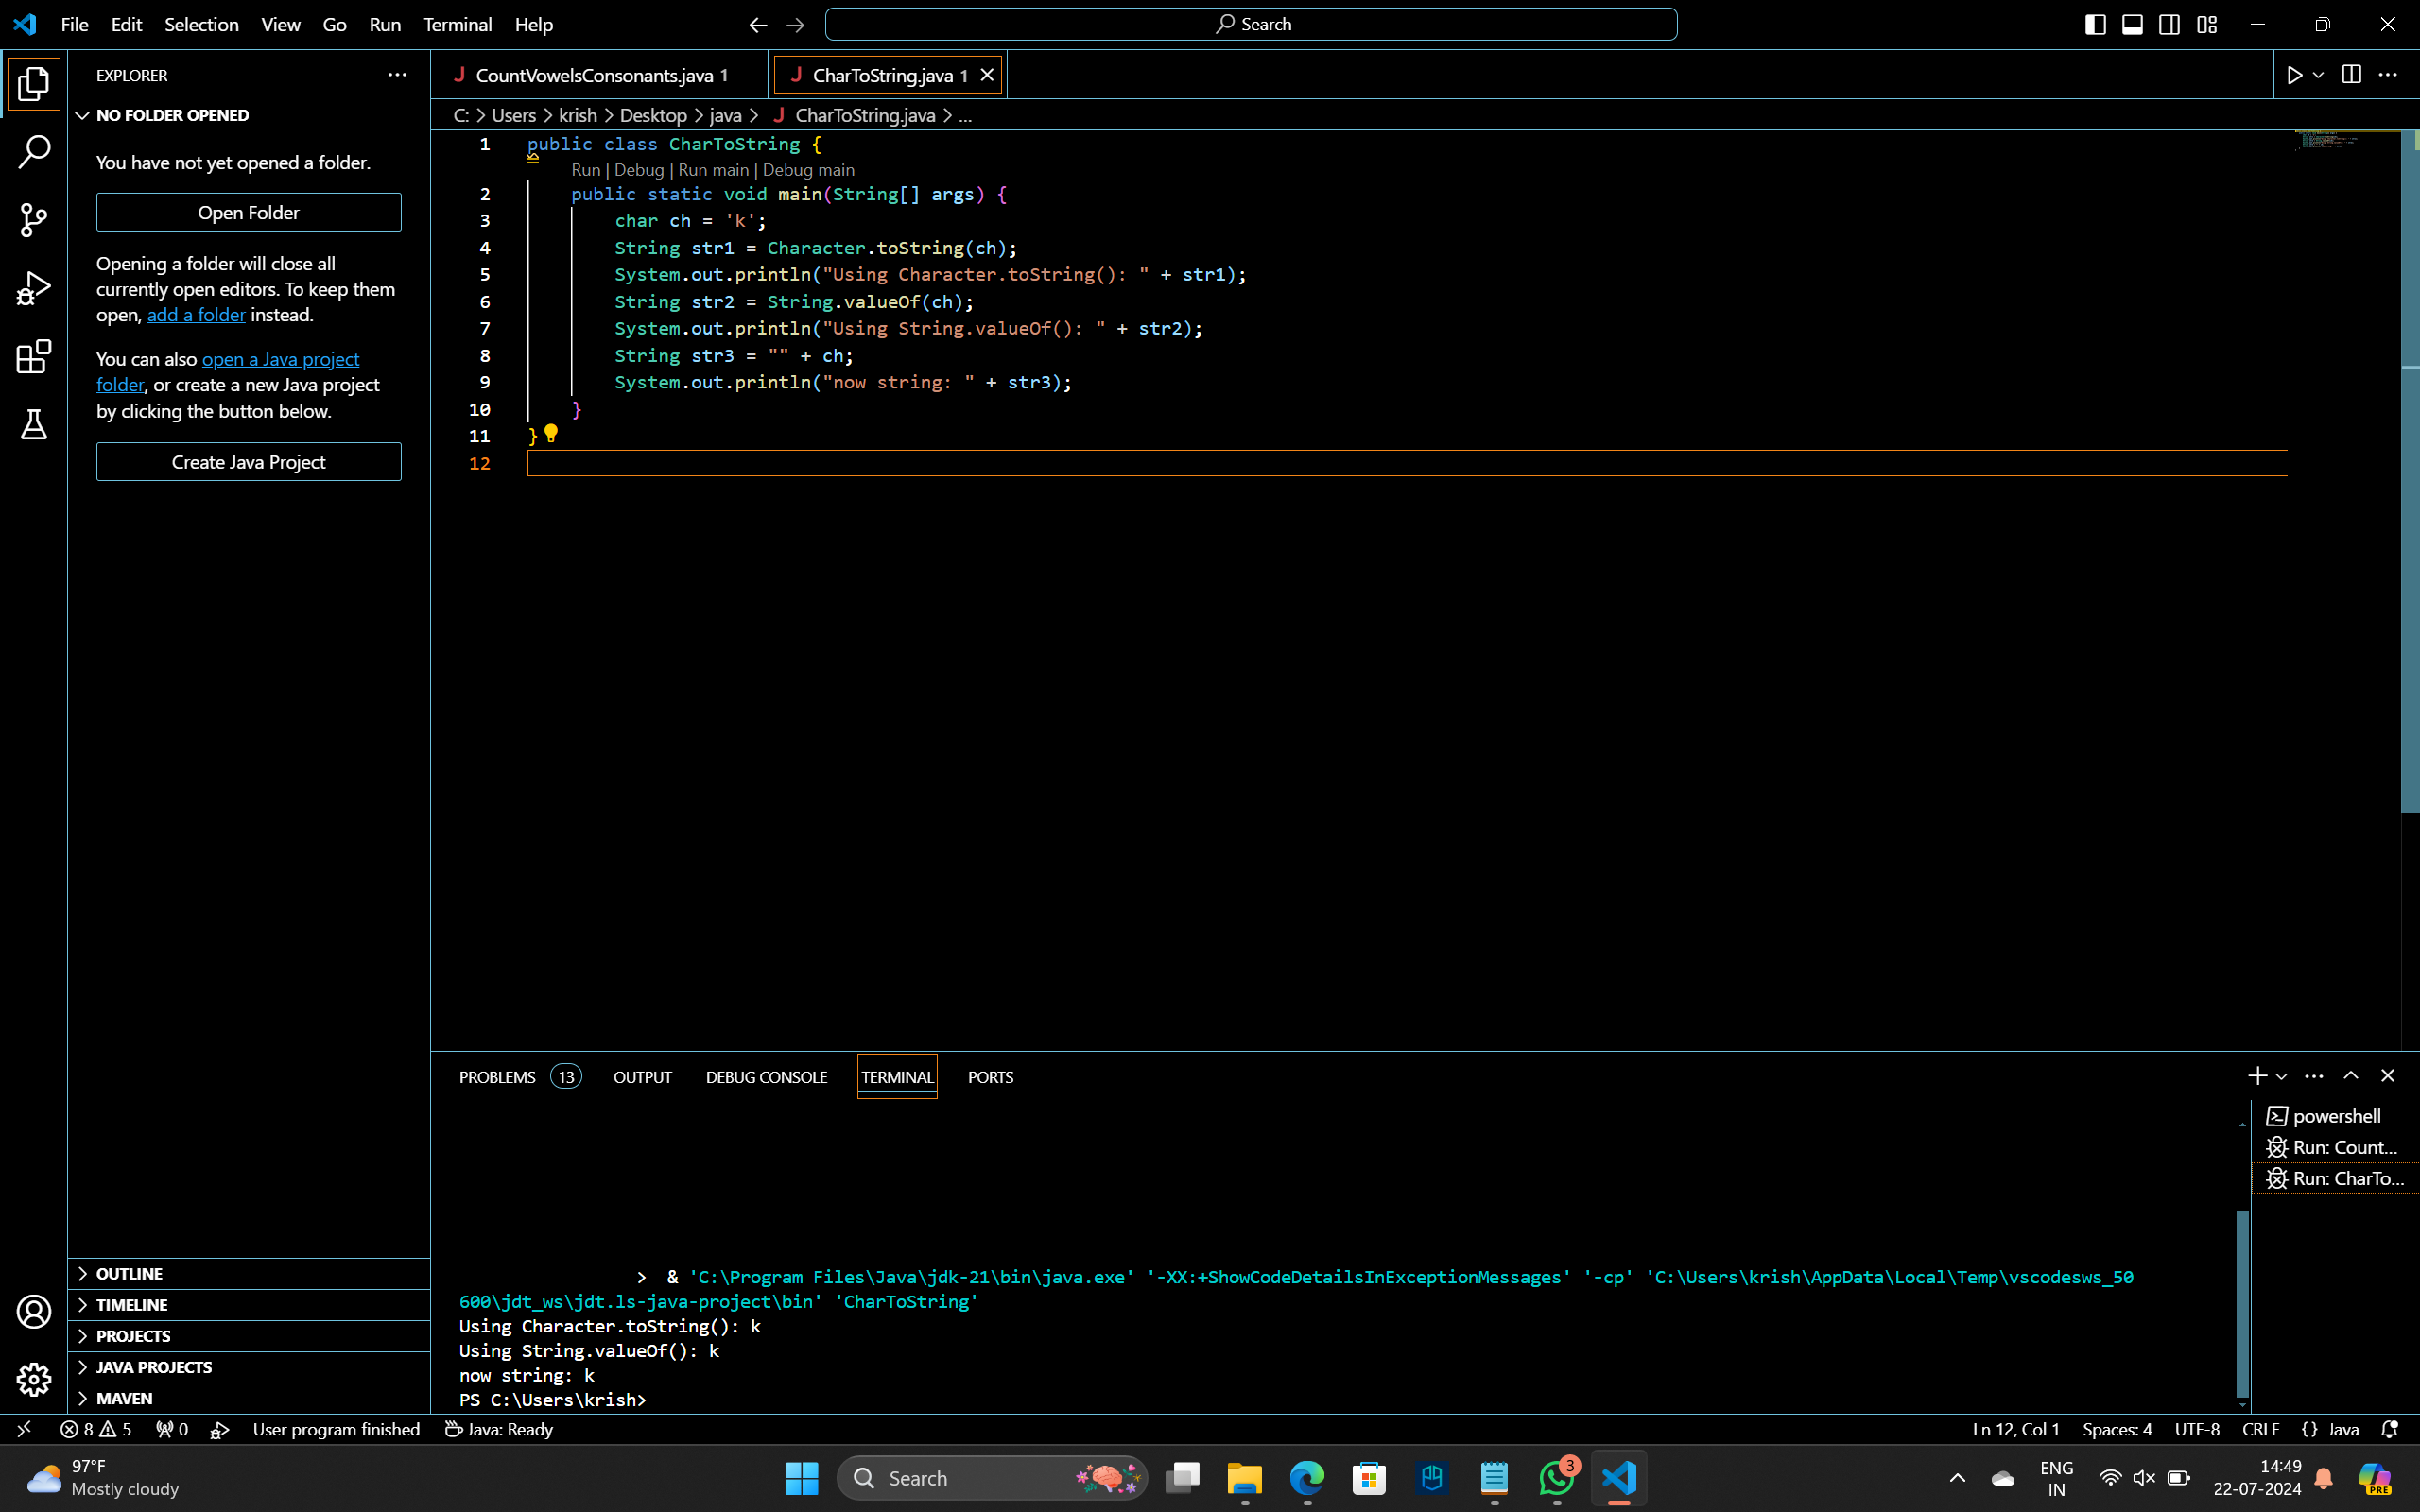 File Edit Selection View Go Run Terminal Help
Search
EXPLORER
NO FOLDER OPENED
You have not yet opened a folder.
Open Folder
Opening a folder will close all
currently open editors. To keep them
open, add a folder instead.
You can also open a Java project
folder, or create a new Java project
by clicking the button below.
Create Java Project
OUTLINE
TIMELINE
PROJECTS
JAVA PROJECTS
MAVEN
J CountVowelsConsonants.java 1
J CharToString.java 1
C: > Users > krish > Desktop > java > J CharToString.java > ...
1 public class CharToString {
Run | Debug | Run main | Debug main
2 public static void main(String[] args) {
3 char ch = 'k';
4 String str1 = Character.toString(ch);
5 System.out.println("Using Character.toString(): " + str1);
6 String str2 = String.valueOf(ch);
7 System.out.println("Using String.valueOf(): " + str2);
8 String str3 = "" + ch;
9 System.out.println("now string: " + str3);
10 }
11 }
12
PROBLEMS 13 OUTPUT DEBUG CONSOLE TERMINAL PORTS
powershell
Run: Count...
Run: CharTo...
> & 'C:\Program Files\Java\jdk-21\bin\java.exe' '-XX:+ShowCodeDetailsInExceptionMessages' '-cp' 'C:\Users\krish\AppData\Local\Temp\vscodesws_50
600\jdt_ws\jdt.ls-java-project\bin' 'CharToString'
Using Character.toString(): k
Using String.valueOf(): k
now string: k
PS C:\Users\krish>
8 5 0 User program finished Java: Ready
Ln 12, Col 1 Spaces: 4 UTF-8 CRLF {} Java
97°F
Mostly cloudy
Search
3
ENG
IN
14:49
22-07-2024
PRE